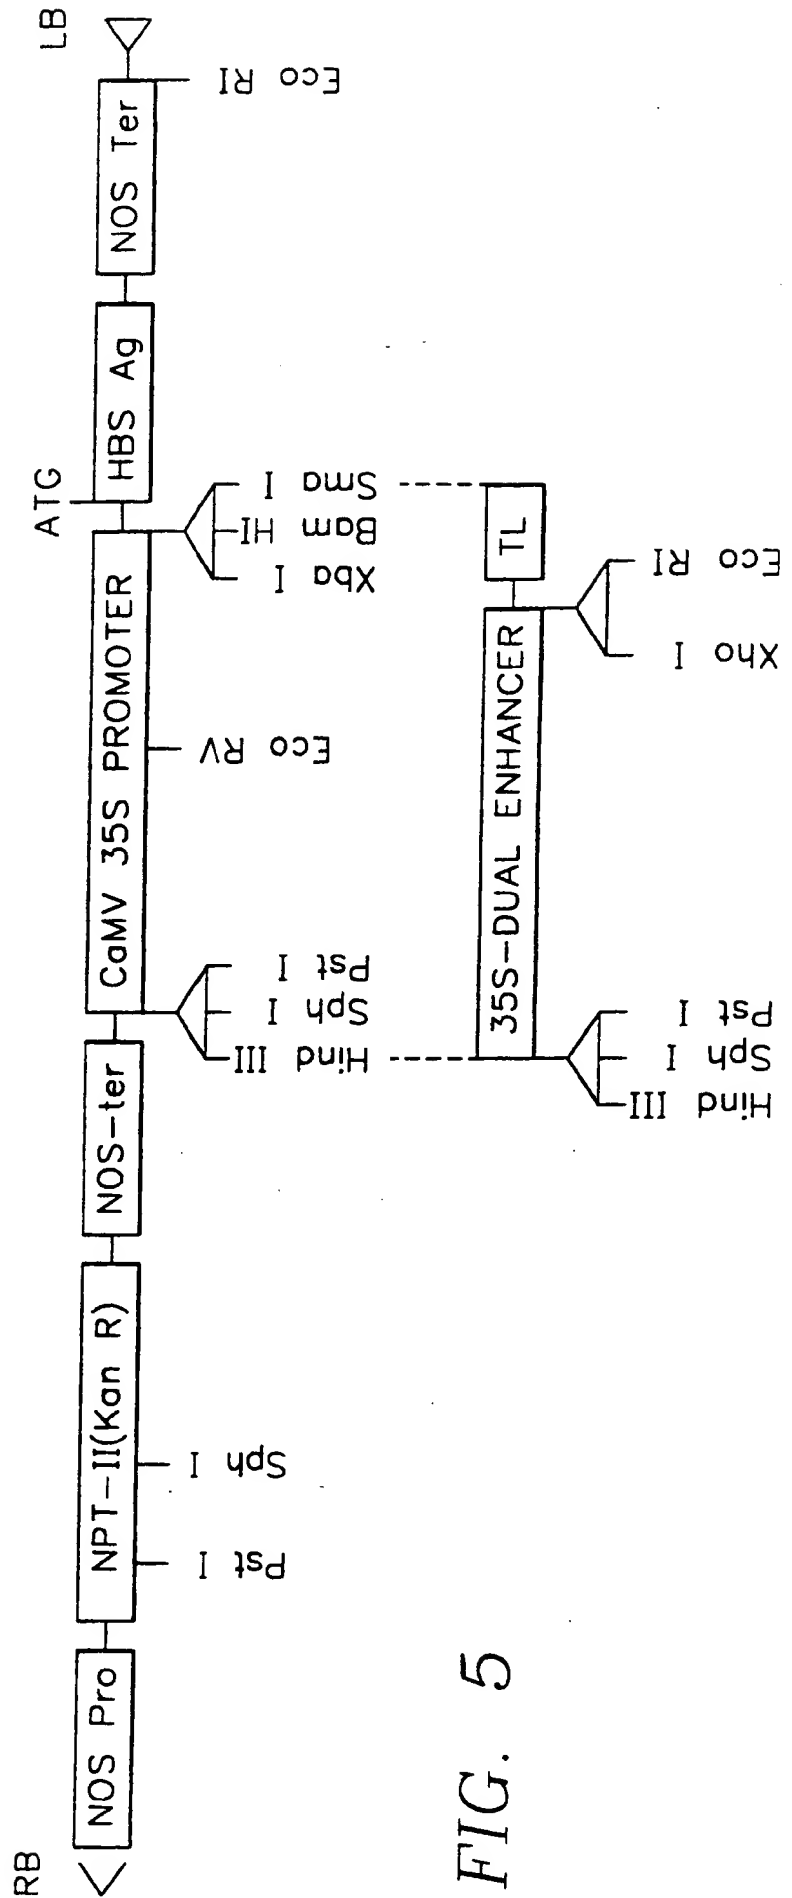 RB
LB
NOS Pro
NPT-II(Kan R)
NOS-ter
CaMV 35S PROMOTER
ATG
HBS Ag
NOS Ter
Pst I
Sph I
Hind III
Sph I
Pst I
Eco RV
Xba I
Bam HI
Sma I
Eco RI
35S-DUAL ENHANCER
TL
Hind III
Sph I
Pst I
Xho I
Eco RI
FIG. 5